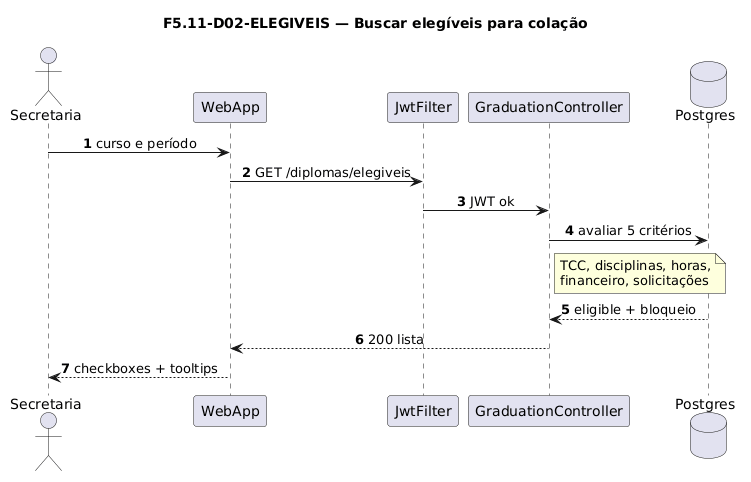 F5.11-D02-ELEGIVEIS — Buscar elegíveis para colação
Secretaria
WebApp
JwtFilter
GraduationController
Postgres
1 curso e período
2 GET /diplomas/elegiveis
3 JWT ok
4 avaliar 5 critérios
TCC, disciplinas, horas,
financeiro, solicitações
5 eligible + bloqueio
6 200 lista
7 checkboxes + tooltips
Secretaria
WebApp
JwtFilter
GraduationController
Postgres